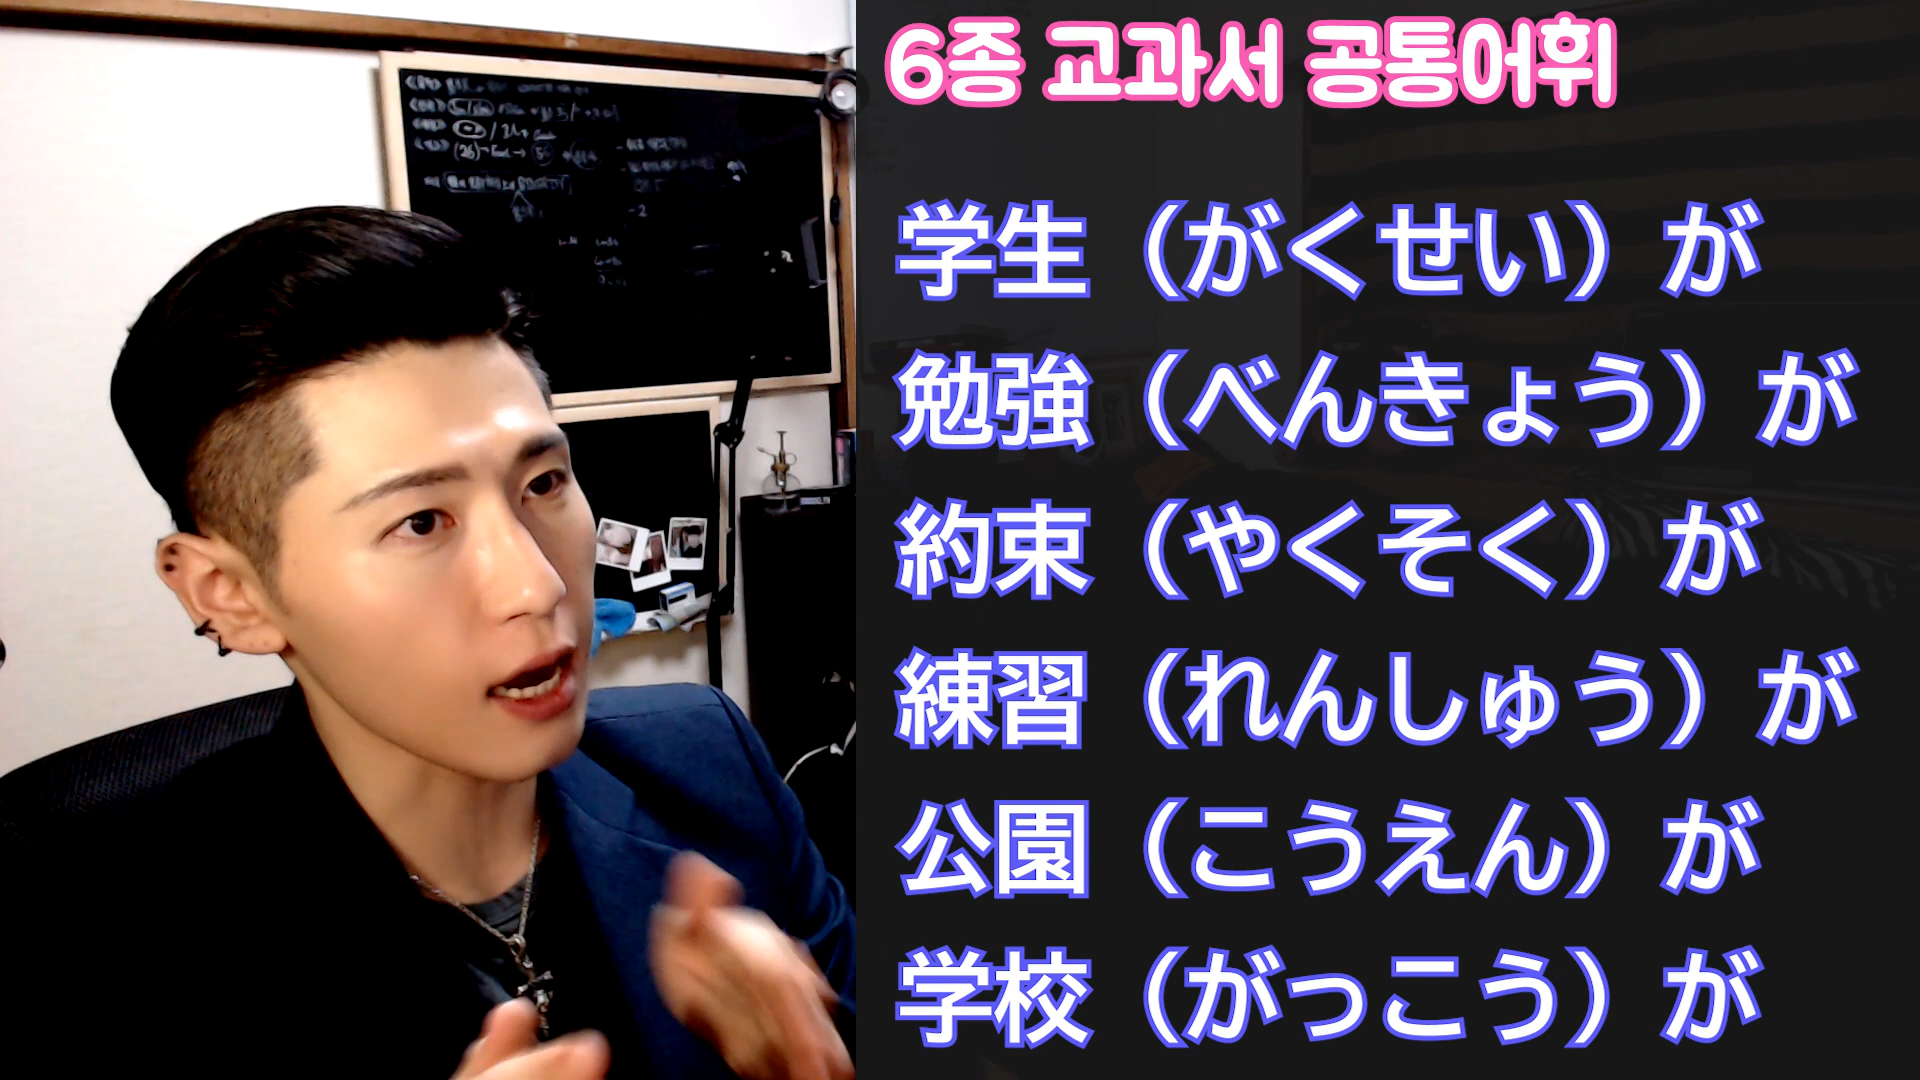 6종 교과서 공통어휘
学生（がくせい）が
勉強（べんきょう）が
約束（やくそく）が
練習（れんしゅう）が
公園（こうえん）が
学校（がっこう）が